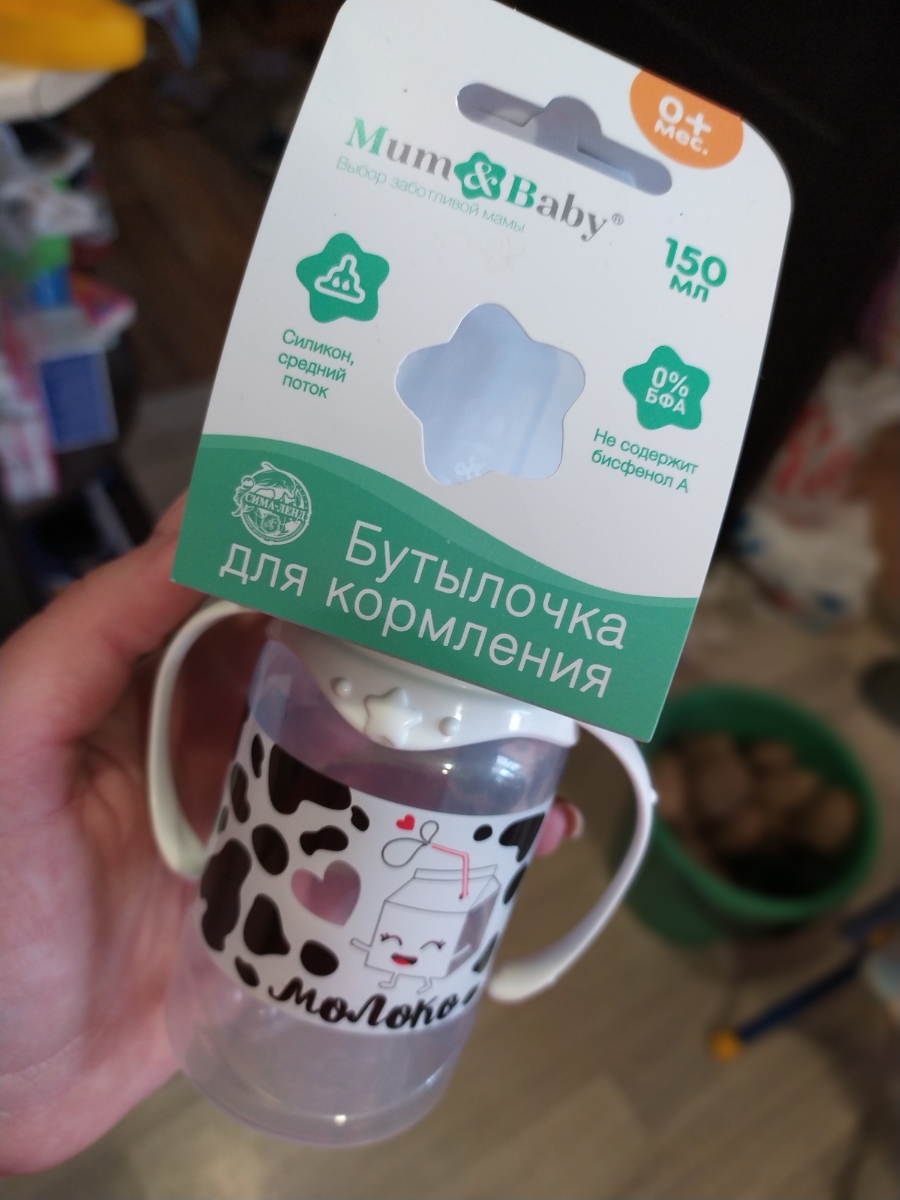 0+
мес.
Mum&Baby®
Выбор заботливой мамы
150
мл
Силикон,
средний
поток
0%
БФА
Не содержит
бисфенол А
СИМА-ЛЕНД
Бутылочка
для кормления
молоко